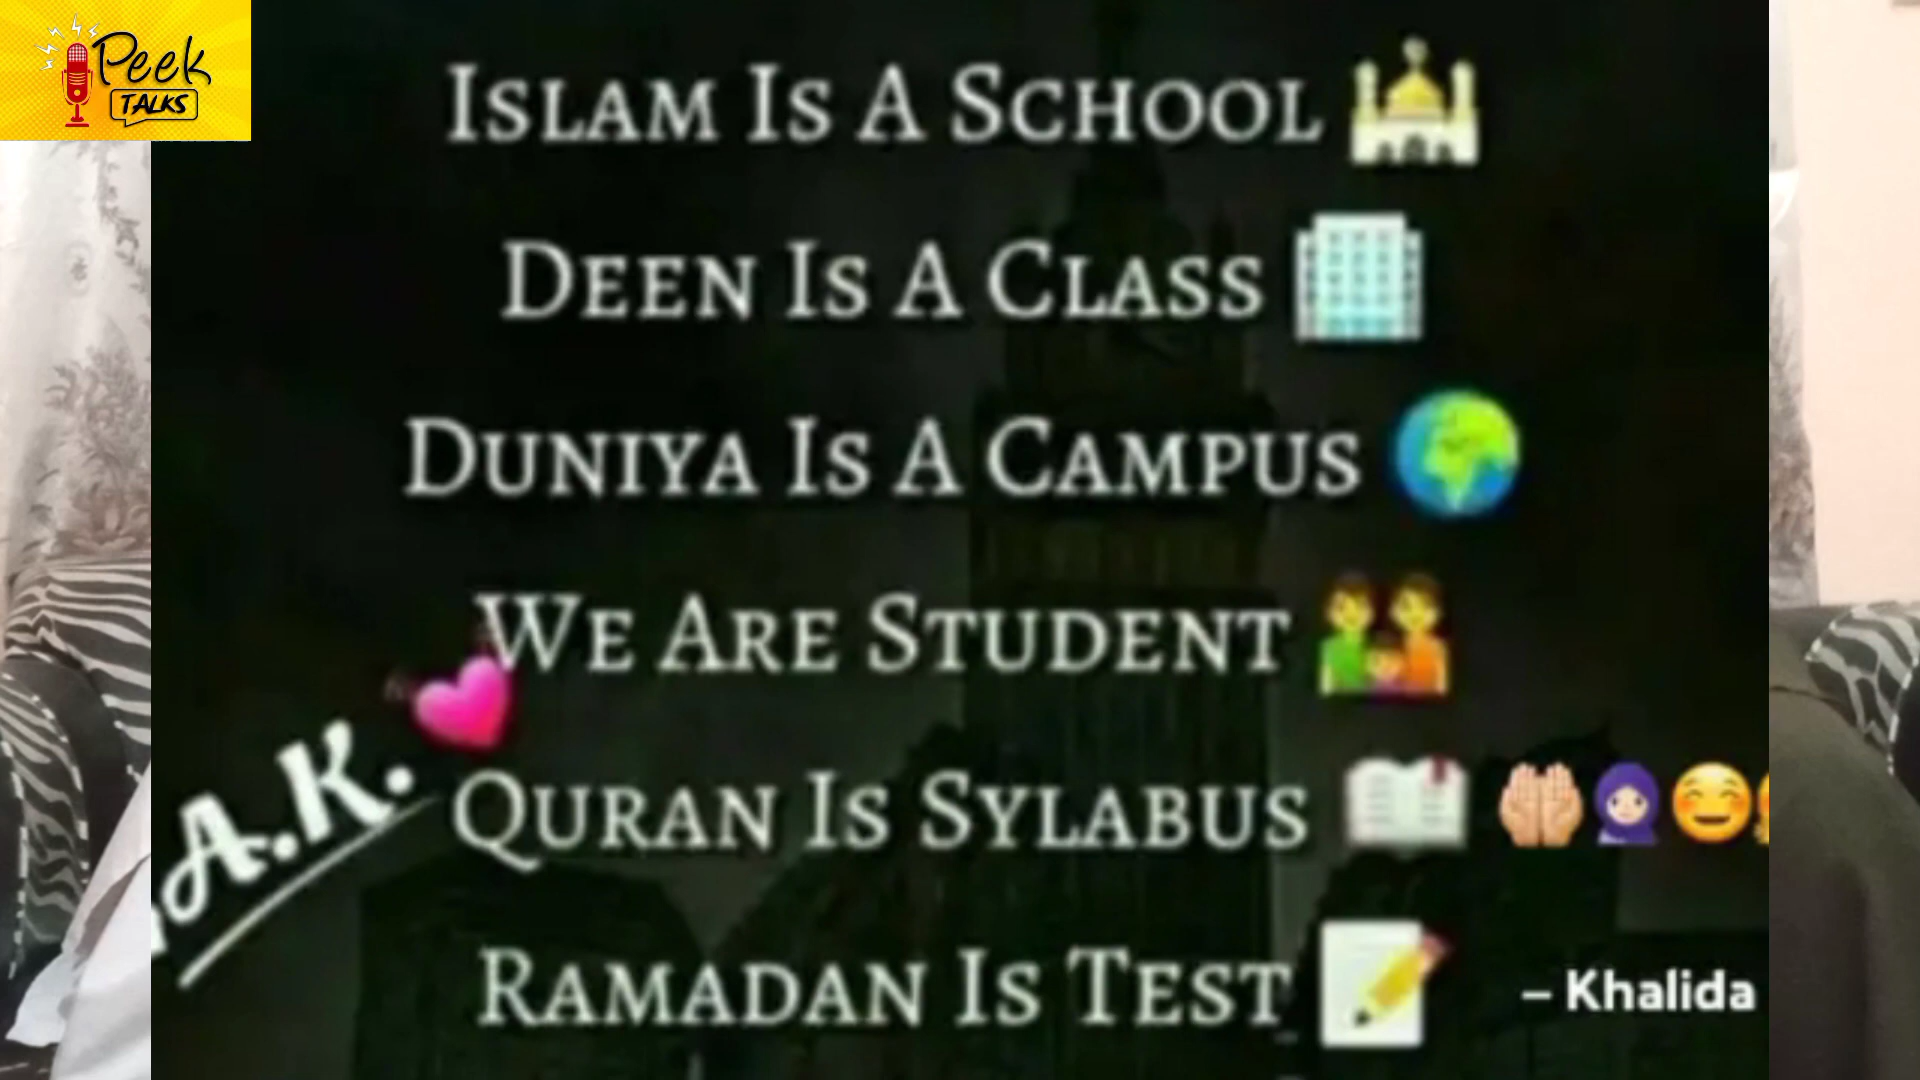 Peek
TALKS
ISLAM IS A SCHOOL
DEEN IS A CLASS
DUNIYA IS A CAMPUS
WE ARE STUDENT
A.K.
QURAN IS SYLABUS
RAMADAN IS TEST
– Khalida